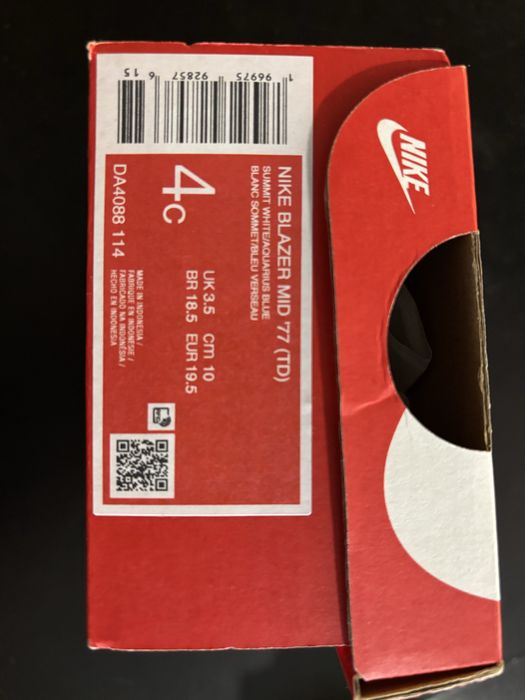 NIKE
1 96975 92857 6 15
NIKE BLAZER MID '77 (TD)
SUMMIT WHITE/AQUARIUS BLUE
BLANC SOMMET/BLEU VERSEAU
4C
UK 3.5 cm 10
BR 18.5 EUR 19.5
DA4088 114
MADE IN INDONESIA /
FABRIQUÉ EN INDONÉSIE /
FABRICADO NA INDONÉSIA /
HECHO EN INDONESIA